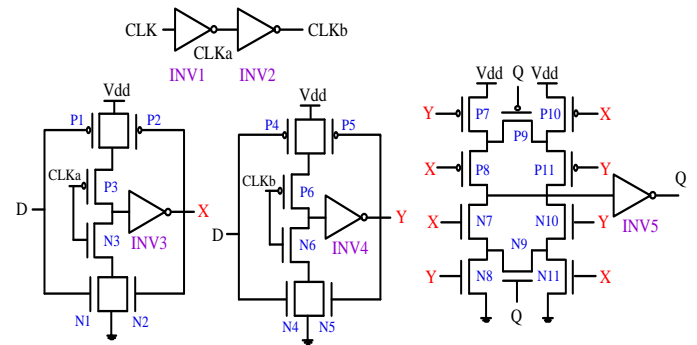 CLK
CLKa
CLKb
INV1
INV2
Vdd
P1
P2
CLKa
P3
D
N3
INV3
X
N1
N2
Vdd
P4
P5
CLKb
P6
D
N6
INV4
Y
N4
N5
Vdd
Q
Vdd
Y
P7
P9
P10
X
X
P8
P11
Y
Q
X
N7
N10
Y
INV5
N9
Y
N8
N11
X
Q